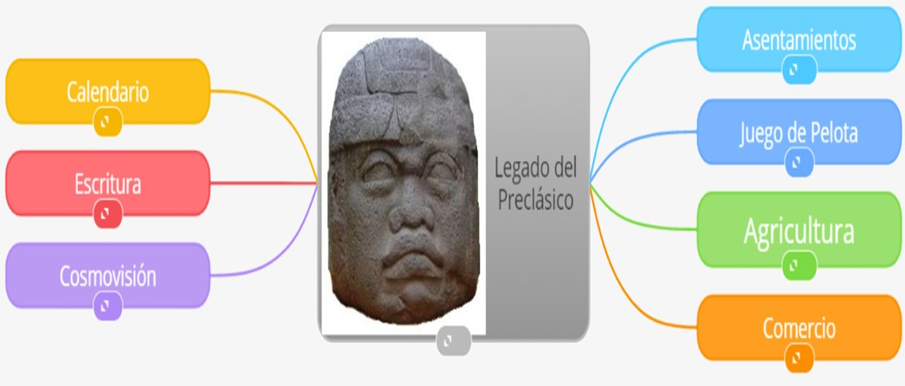 Calendario
Escritura
Cosmovisión
Legado del
Preclásico
Asentamientos
Juego de Pelota
Agricultura
Comercio